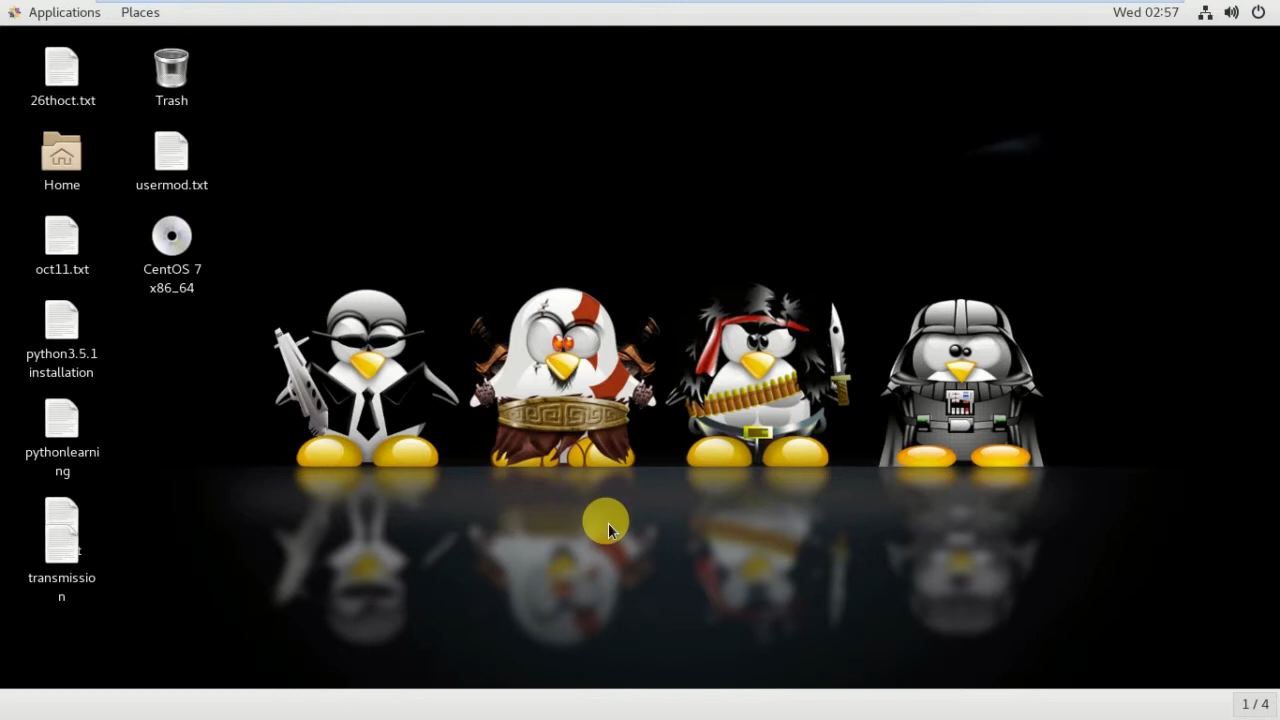 Applications Places Wed 02:57
26thoct.txt
Trash
Home
usermod.txt
oct11.txt
CentOS 7
x86_64
python3.5.1
installation
pythonlearni
ng
transmissio
n
1 / 4